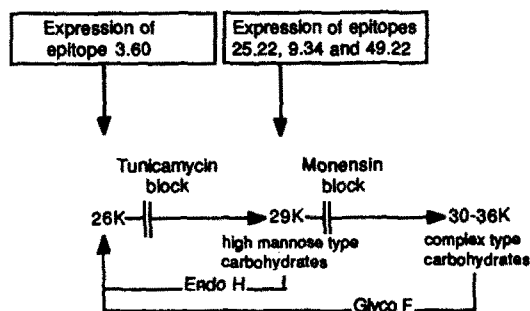 Expression of
epitope 3.60
Expression of epitopes
25.22, 9.34 and 49.22
Tunicamycin
block
Monensin
block
26K
29K
30-36K
high mannose type
carbohydrates
complex type
carbohydrates
Endo H
Glyco F